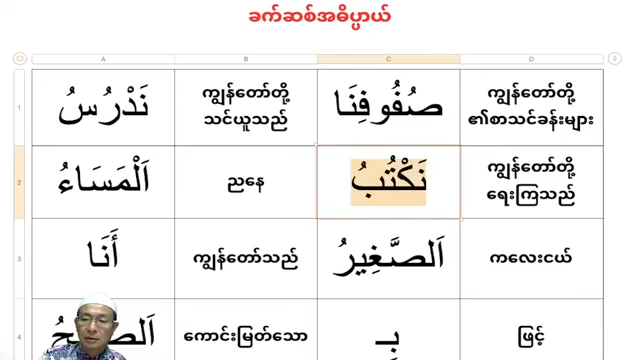 ခက်ဆစ်အဓိပ္ပာယ်
A B C D
1 نَدْرُسُ ကျွန်တော်တို့ သင်ယူသည် صُفُوفِنَا ကျွန်တော်တို့ ၏စာသင်ခန်းများ
2 اَلْمَسَاءُ ညနေ نَكْتُبُ ကျွန်တော်တို့ ရေးကြသည်
3 أَنَا ကျွန်တော်သည် اَلصَّغِيرُ ကလေးငယ်
4 ကောင်းမြတ်သော بِـ ဖြင့်